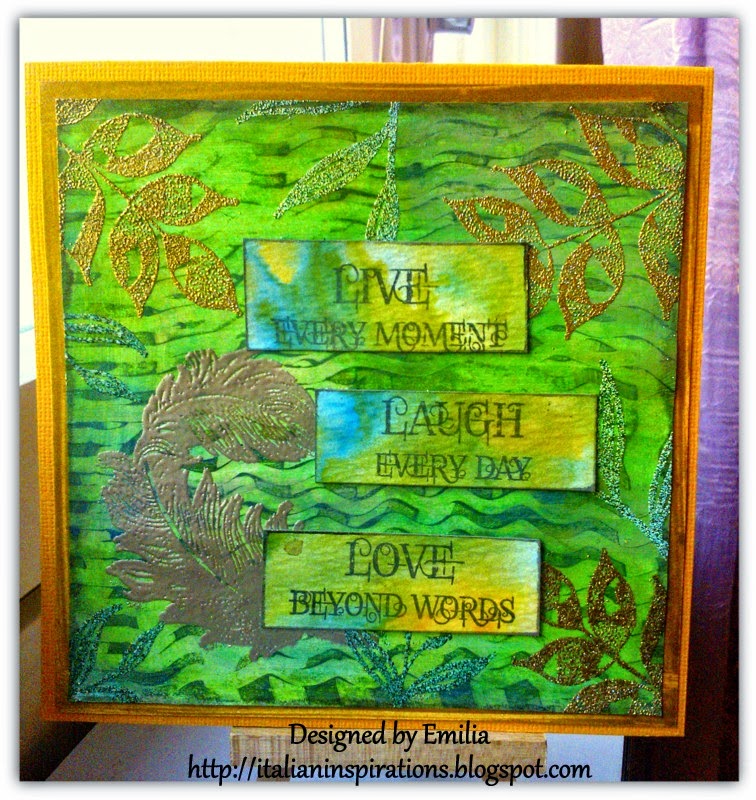 LIVE
EVERY MOMENT
LAUGH
EVERY DAY
LOVE
BEYOND WORDS
Designed by Emilia
http://italianinspirations.blogspot.com